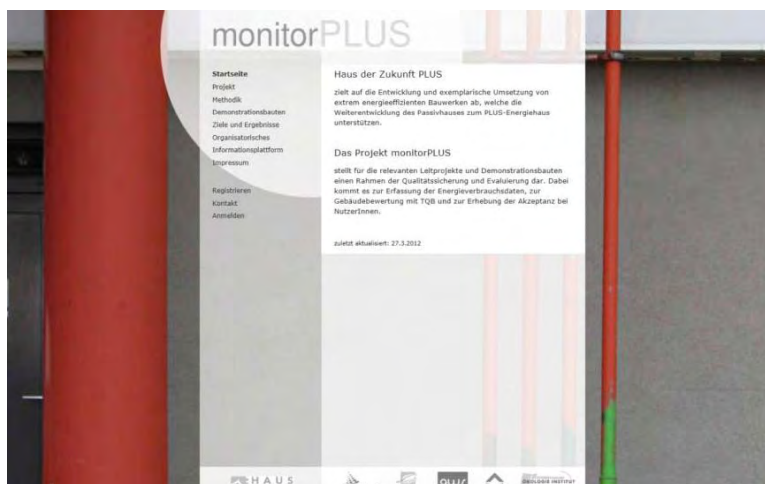 monitorPLUS
Startseite
Projekt
Methodik
Demonstrationsbauten
Ziele und Ergebnisse
Organisatorisches
Informationsplattform
Impressum
Registrieren
Kontakt
Anmelden
Haus der Zukunft PLUS
zielt auf die Entwicklung und exemplarische Umsetzung von
extrem energieeffizienten Bauwerken ab, welche die
Weiterentwicklung des Passivhauses zum PLUS-Energiehaus
unterstützen.
Das Projekt monitorPLUS
stellt für die relevanten Leitprojekte und Demonstrationsbauten
einen Rahmen der Qualitätssicherung und Evaluierung dar. Dabei
kommt es zur Erfassung der Energieverbrauchsdaten, zur
Gebäudebewertung mit TQB und zur Erhebung der Akzeptanz bei
NutzerInnen.
zuletzt aktualisiert: 27.3.2012
HAUS
ÖKOLOGIE INSTITUT